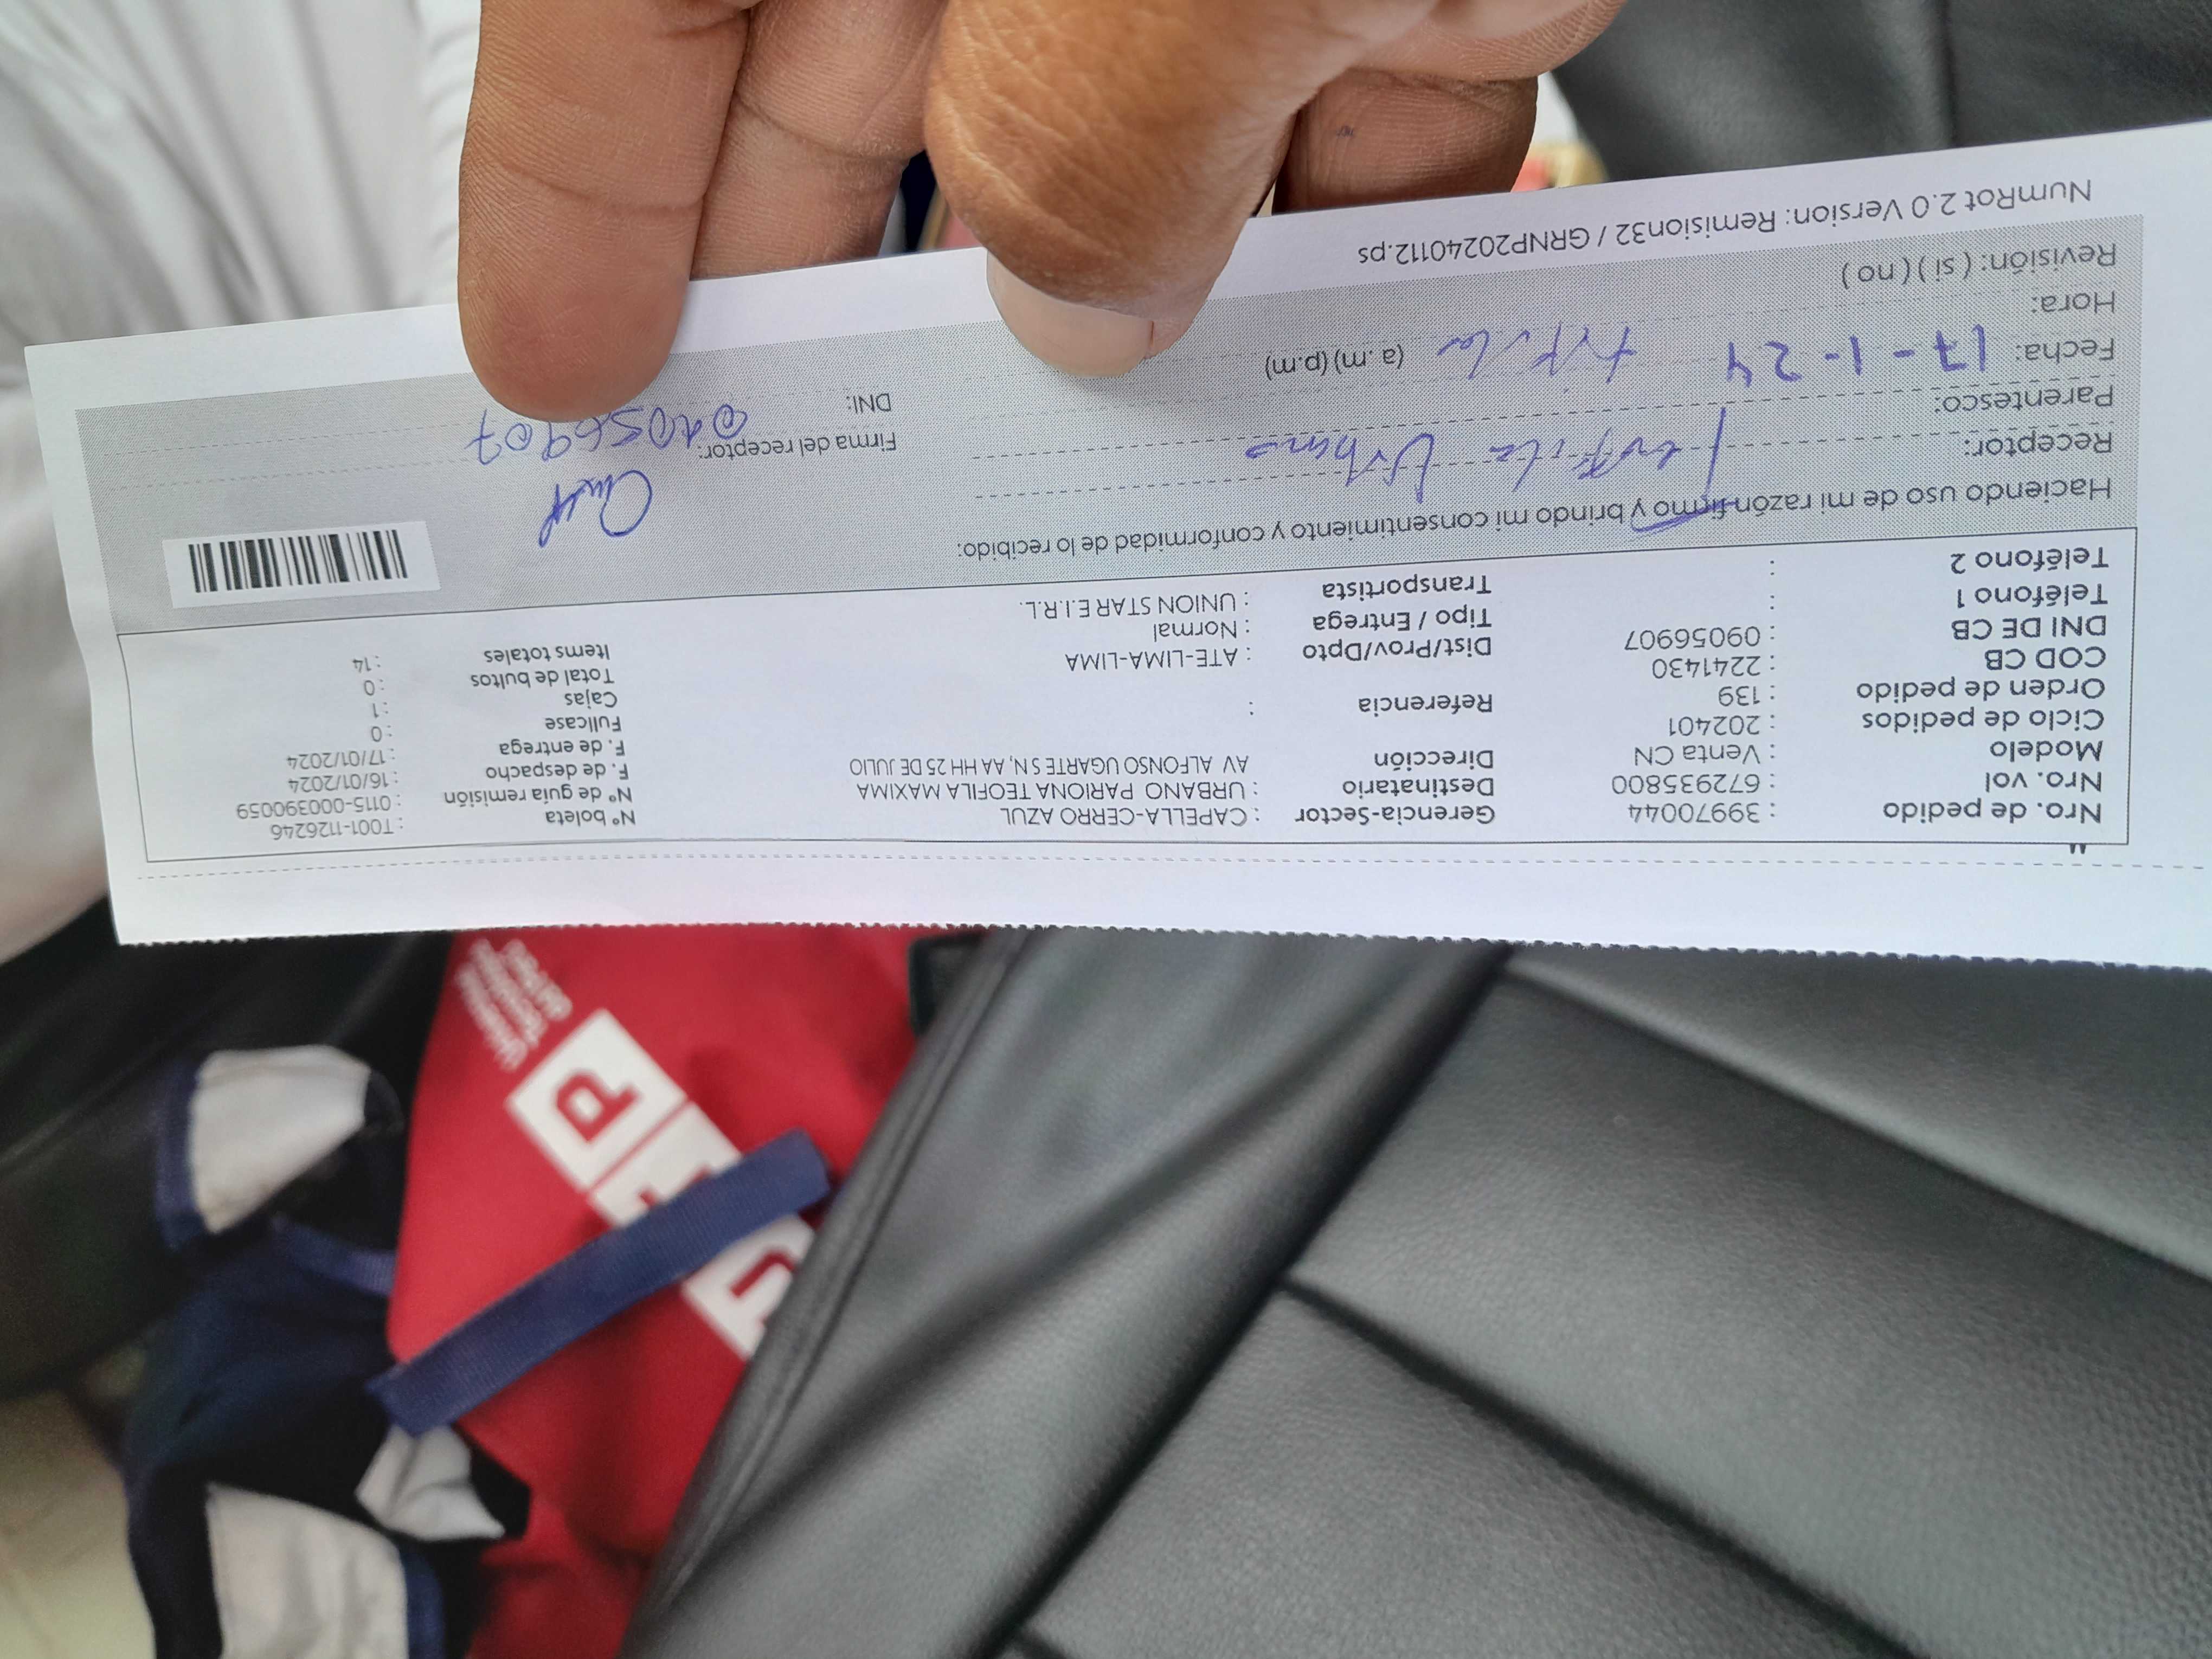 Nro. de pedido : 39970044 Gerencia-Sector : CAPELLA-CERRO AZUL Nº boleta : T001-1126246
Nro. vol : 672935800 Destinatario : URBANO PARIONA TEOFILA MAXIMA Nº de guía remisión : 0115-000390059
Modelo : Venta CN Dirección AV ALFONSO UGARTE S N, AA HH 25 DE JULIO F. de despacho : 16/01/2024
Ciclo de pedidos : 202401 F. de entrega : 17/01/2024
Orden de pedido : 139 Referencia : Fullcase : 0
COD CB : 2241430 Dist/Prov/Dpto : ATE-LIMA-LIMA Cajas : 1
DNI DE CB : 09056907 Tipo / Entrega : Normal Total de bultos : 0
Teléfono 1 : Transportista : UNION STAR E.I.R.L. Items totales : 14
Teléfono 2 :
Haciendo uso de mi razón firmo y brindo mi consentimiento y conformidad de lo recibido:
Receptor: Urbano Firma del receptor:
Parentesco: DNI:
Fecha: 17-1-24 (a. m) (p.m)
Hora:
Revisión: ( si ) ( no )
NumRot 2.0 Version: Remision32 / GRNP20240112.ps
P